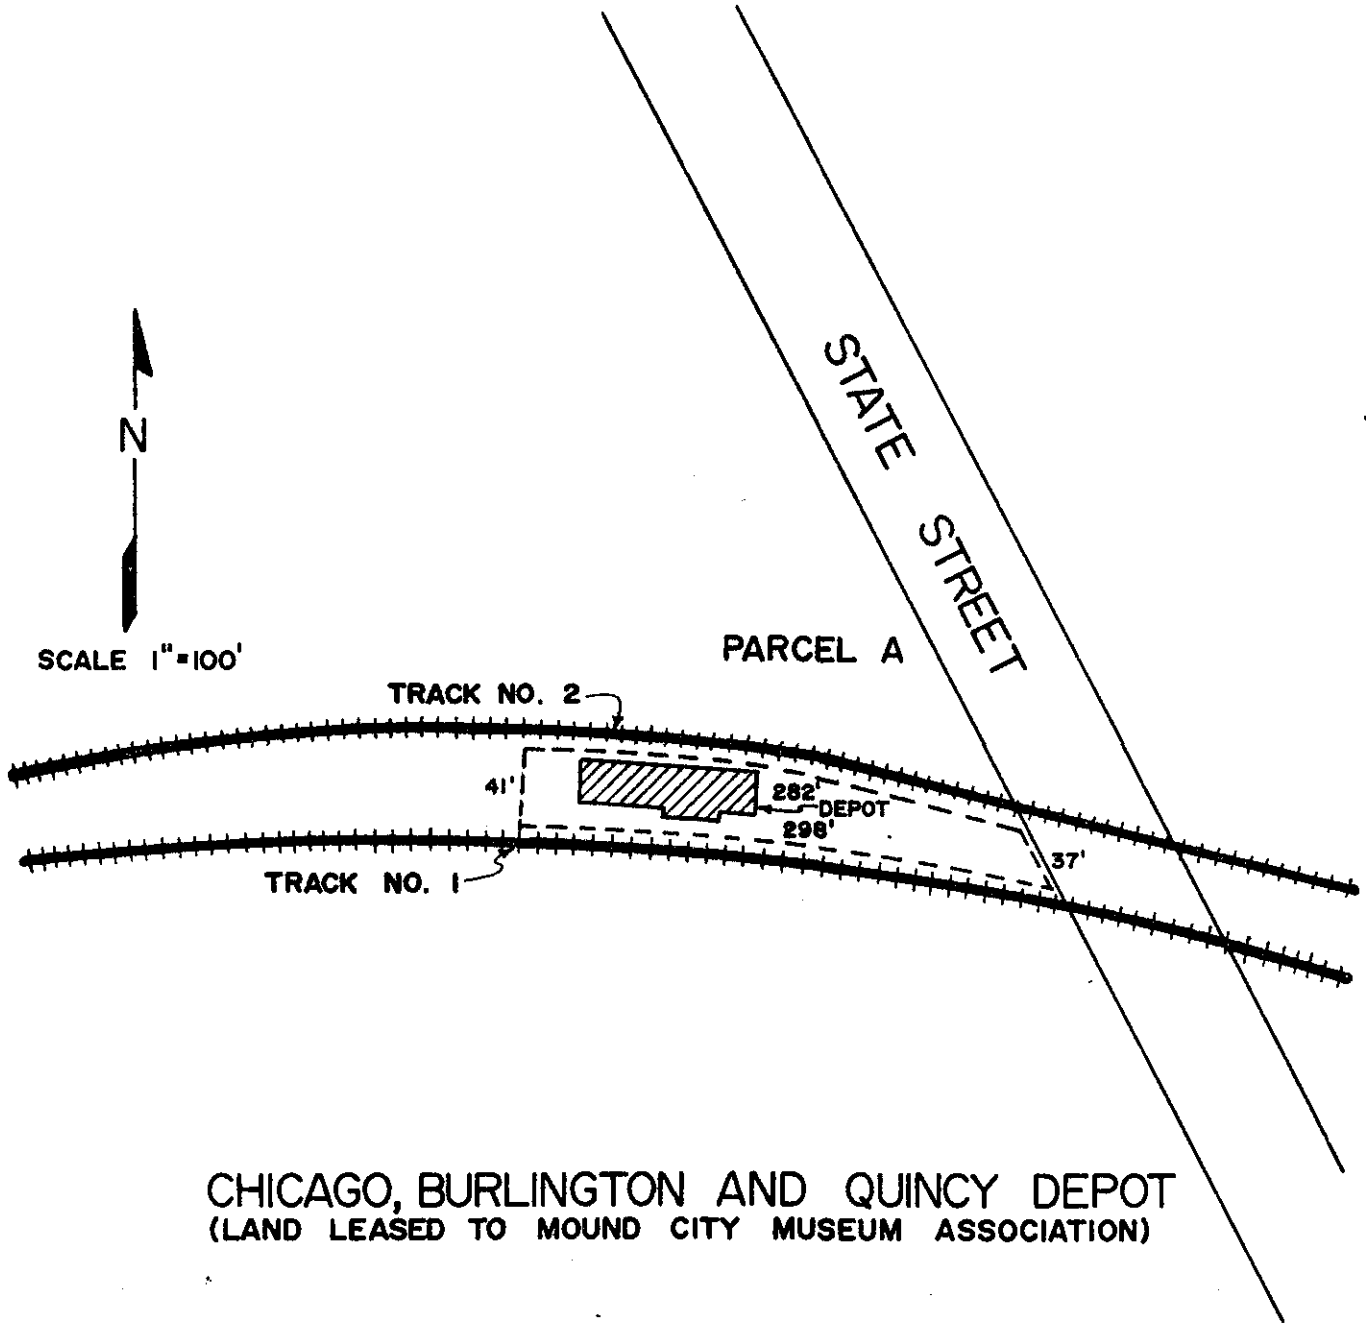 STATE STREET
N
SCALE 1"=100'
PARCEL A
TRACK NO. 2
41'
282'
DEPOT
298'
37'
TRACK NO. 1
CHICAGO, BURLINGTON AND QUINCY DEPOT
(LAND LEASED TO MOUND CITY MUSEUM ASSOCIATION)